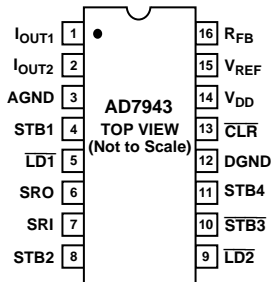 IOUT1 1
IOUT2 2
AGND 3
STB1 4
LD1 5
SRO 6
SRI 7
STB2 8
AD7943
TOP VIEW
(Not to Scale)
16 RFB
15 VREF
14 VDD
13 CLR
12 DGND
11 STB4
10 STB3
9 LD2